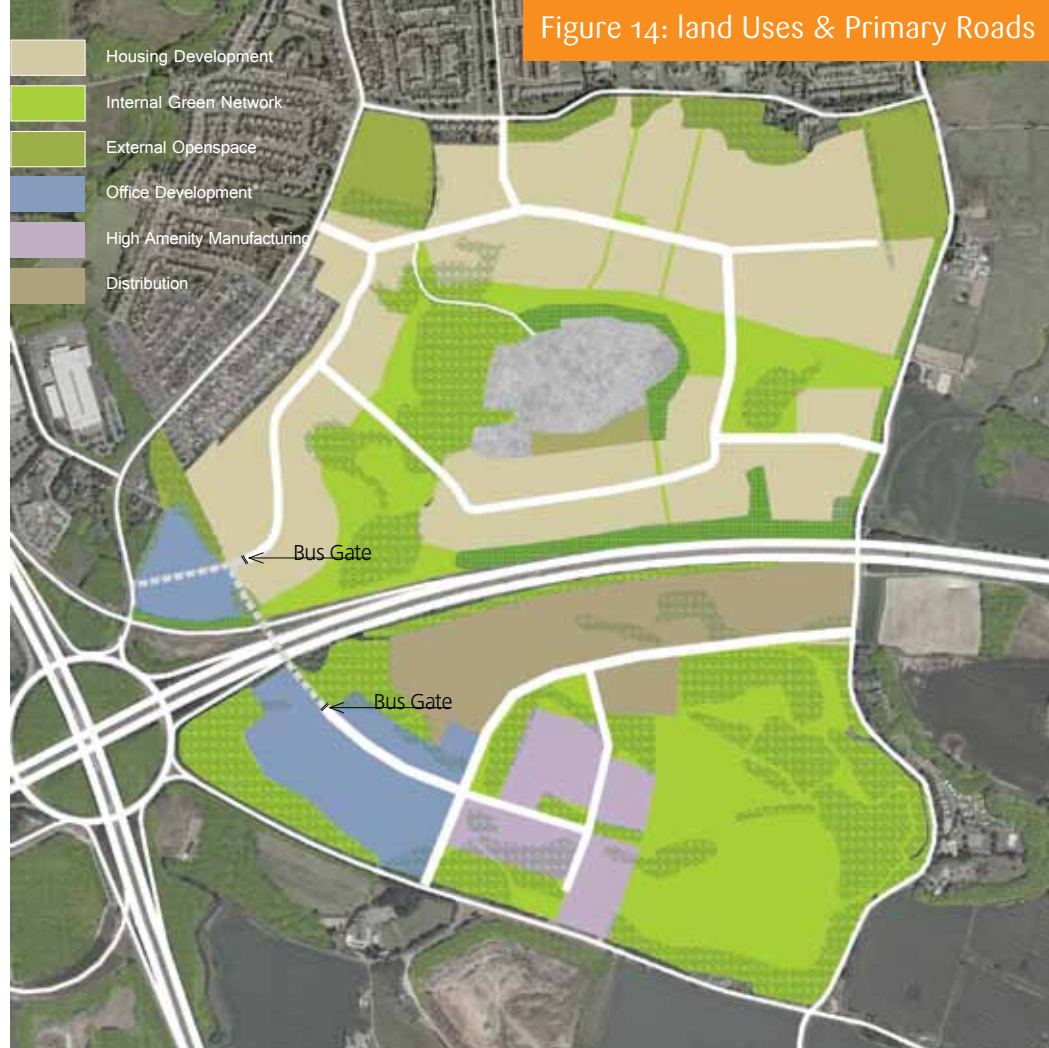 Figure 14: land Uses & Primary Roads
Housing Development
Internal Green Network
External Openspace
Office Development
High Amenity Manufacturing
Distribution
Bus Gate
Bus Gate